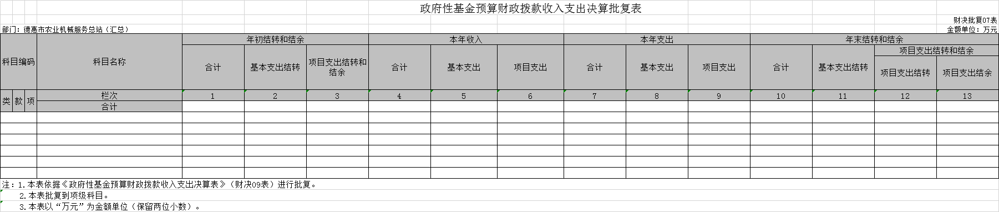 政府性基金预算财政拨款收入支出决算批复表
财决批复07表
部门：德惠市农业机械服务总站（汇总）
金额单位：万元
科目编码
科目名称
年初结转和结余
本年收入
本年支出
年末结转和结余
合计
基本支出结转
项目支出结转和
结余
合计
基本支出
项目支出
合计
基本支出
项目支出
合计
基本支出结转
项目支出结转和结余
项目支出结转
项目支出结余
类 款 项
栏次 1 2 3 4 5 6 7 8 9 10 11 12 13
合计
注：1.本表依据《政府性基金预算财政拨款收入支出决算表》（财决09表）进行批复。
2.本表批复到项级科目。
3.本表以“万元”为金额单位（保留两位小数）。